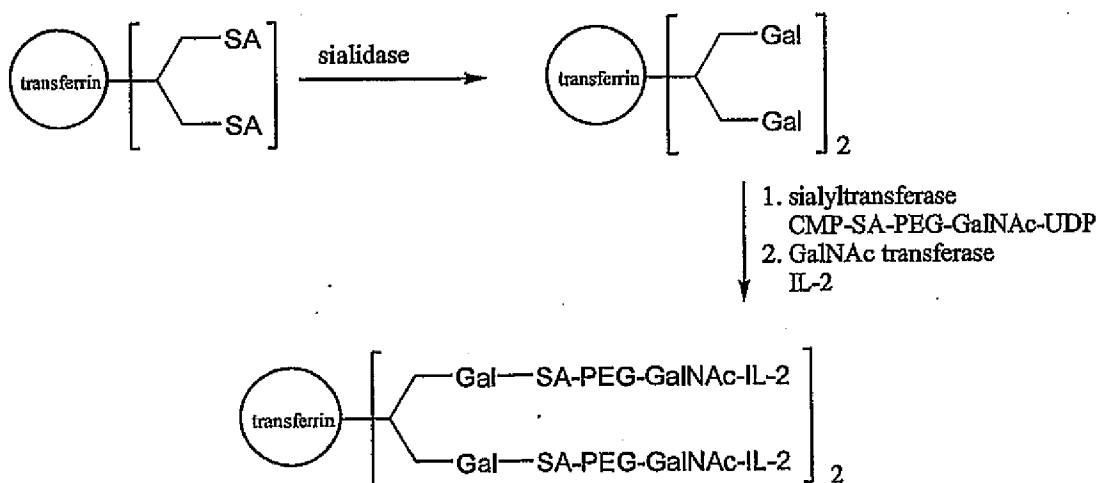 transferrin
SA
SA
sialidase
transferrin
Gal
Gal
2
1. sialyltransferase
CMP-SA-PEG-GalNAc-UDP
2. GalNAc transferase
IL-2
transferrin
Gal—SA-PEG-GalNAc-IL-2
Gal—SA-PEG-GalNAc-IL-2
2